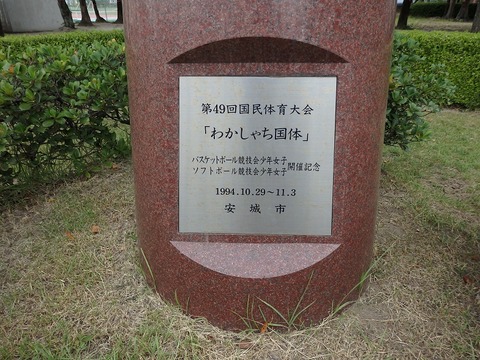 第49回国民体育大会
「わかしゃち国体」
バスケットボール競技会少年女子
ソフトボール競技会少年女子
開催記念
1994.10.29～11.3
安城市